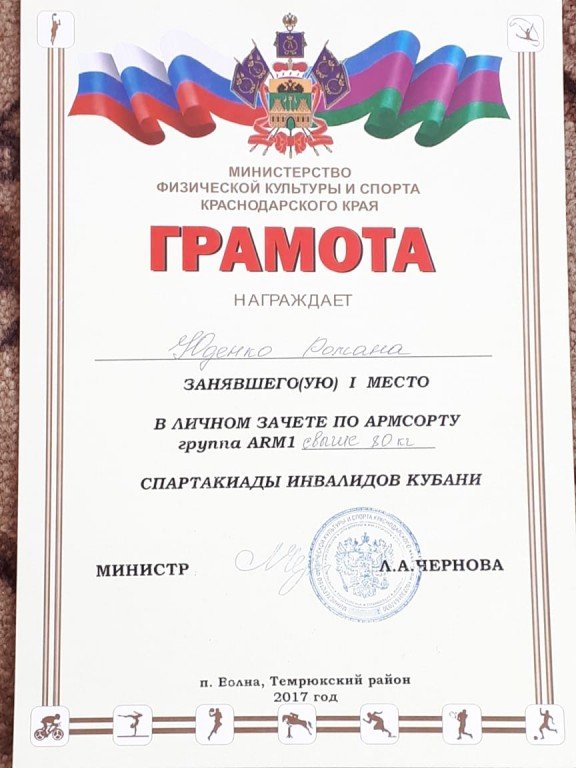 МИНИСТЕРСТВО
ФИЗИЧЕСКОЙ КУЛЬТУРЫ И СПОРТА
КРАСНОДАРСКОГО КРАЯ
ГРАМОТА
НАГРАЖДАЕТ
Юденко Романа
ЗАНЯВШЕГО(УЮ) I МЕСТО
В ЛИЧНОМ ЗАЧЕТЕ ПО АРМСОРТУ
группа ARM1 свыше 80 кг
СПАРТАКИАДЫ ИНВАЛИДОВ КУБАНИ
МИНИСТР Л.А.ЧЕРНОВА
п. Волна, Темрюкский район
2017 год